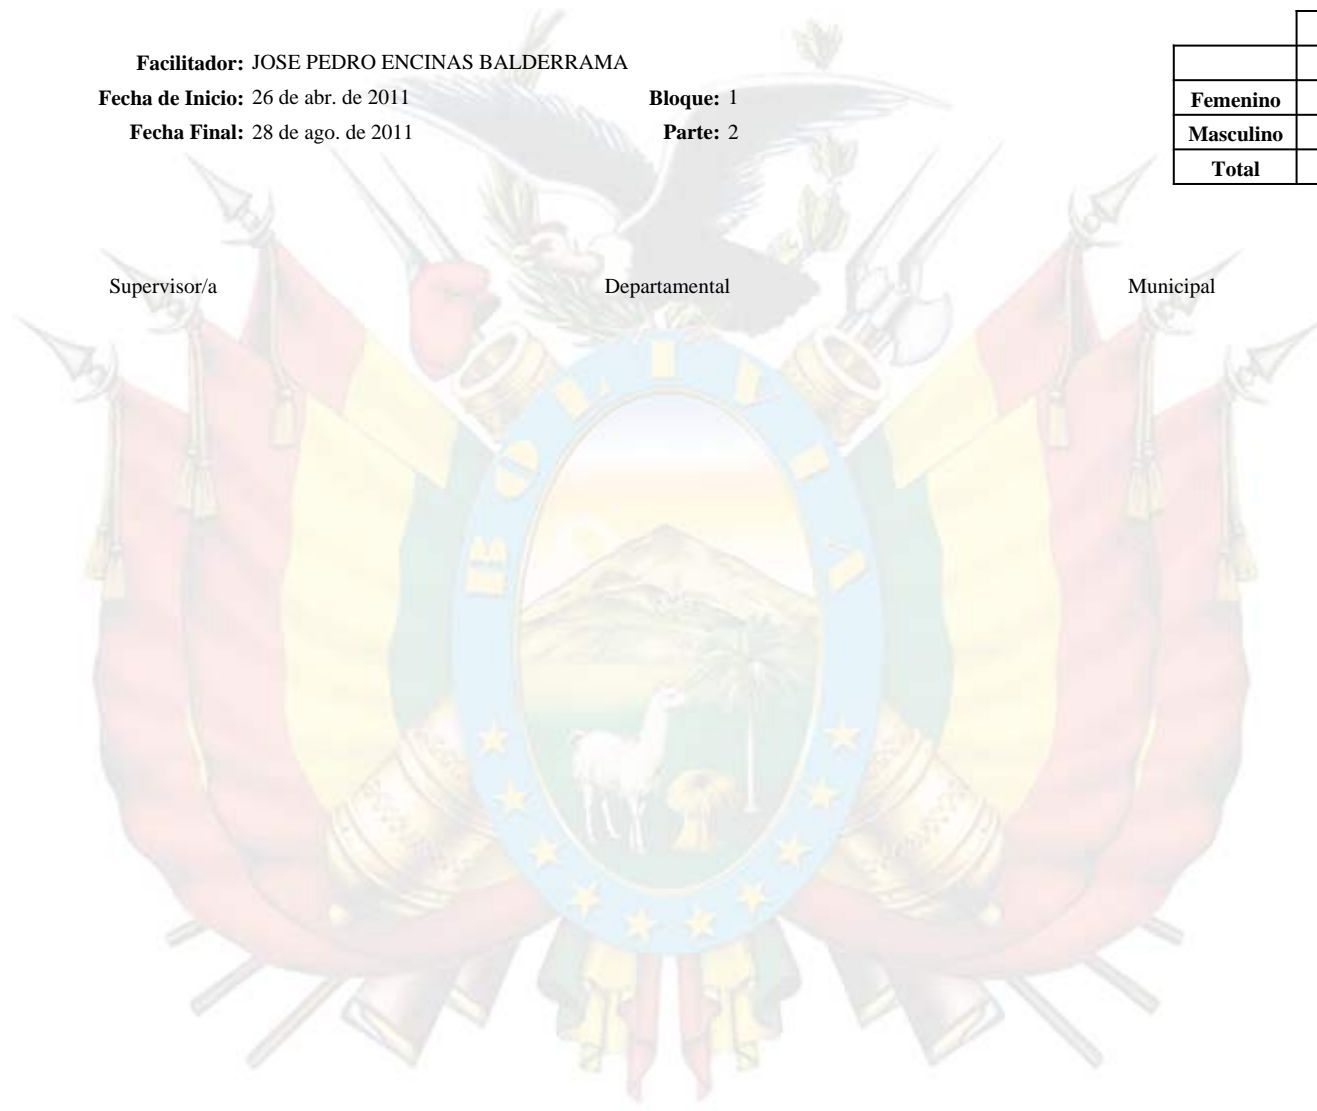 Facilitador: JOSE PEDRO ENCINAS BALDERRAMA
Fecha de Inicio: 26 de abr. de 2011 Bloque: 1
Fecha Final: 28 de ago. de 2011 Parte: 2
Femenino
Masculino
Total
Supervisor/a Departamental Municipal
BOLIVIA